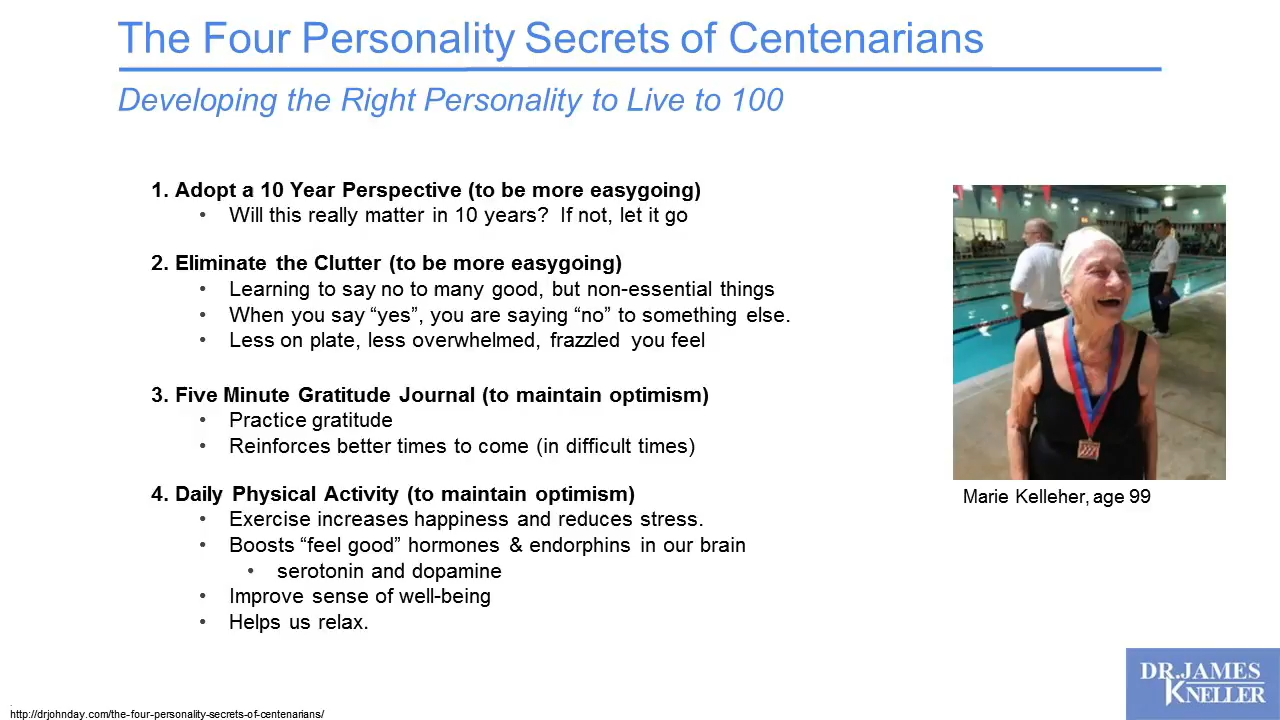 The Four Personality Secrets of Centenarians
Developing the Right Personality to Live to 100
1. Adopt a 10 Year Perspective (to be more easygoing)
• Will this really matter in 10 years? If not, let it go
2. Eliminate the Clutter (to be more easygoing)
• Learning to say no to many good, but non-essential things
• When you say “yes”, you are saying “no” to something else.
• Less on plate, less overwhelmed, frazzled you feel
3. Five Minute Gratitude Journal (to maintain optimism)
• Practice gratitude
• Reinforces better times to come (in difficult times)
4. Daily Physical Activity (to maintain optimism)
• Exercise increases happiness and reduces stress.
• Boosts “feel good” hormones & endorphins in our brain
• serotonin and dopamine
• Improve sense of well-being
• Helps us relax.
Marie Kelleher, age 99
DR.JAMES
KNELLER
http://drjohnday.com/the-four-personality-secrets-of-centenarians/